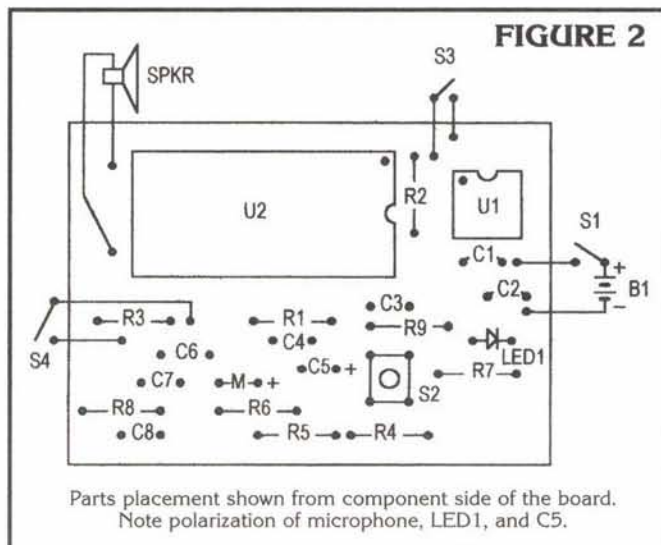 FIGURE 2
S3
SPKR
R2
U2
U1
S1
C1
+
B1
C2
−
C3
R3
R1
R9
S4
C4
LED1
C6
C5 +
R7
C7
M +
S2
R8
R6
C8
R5
R4
Parts placement shown from component side of the board.
Note polarization of microphone, LED1, and C5.